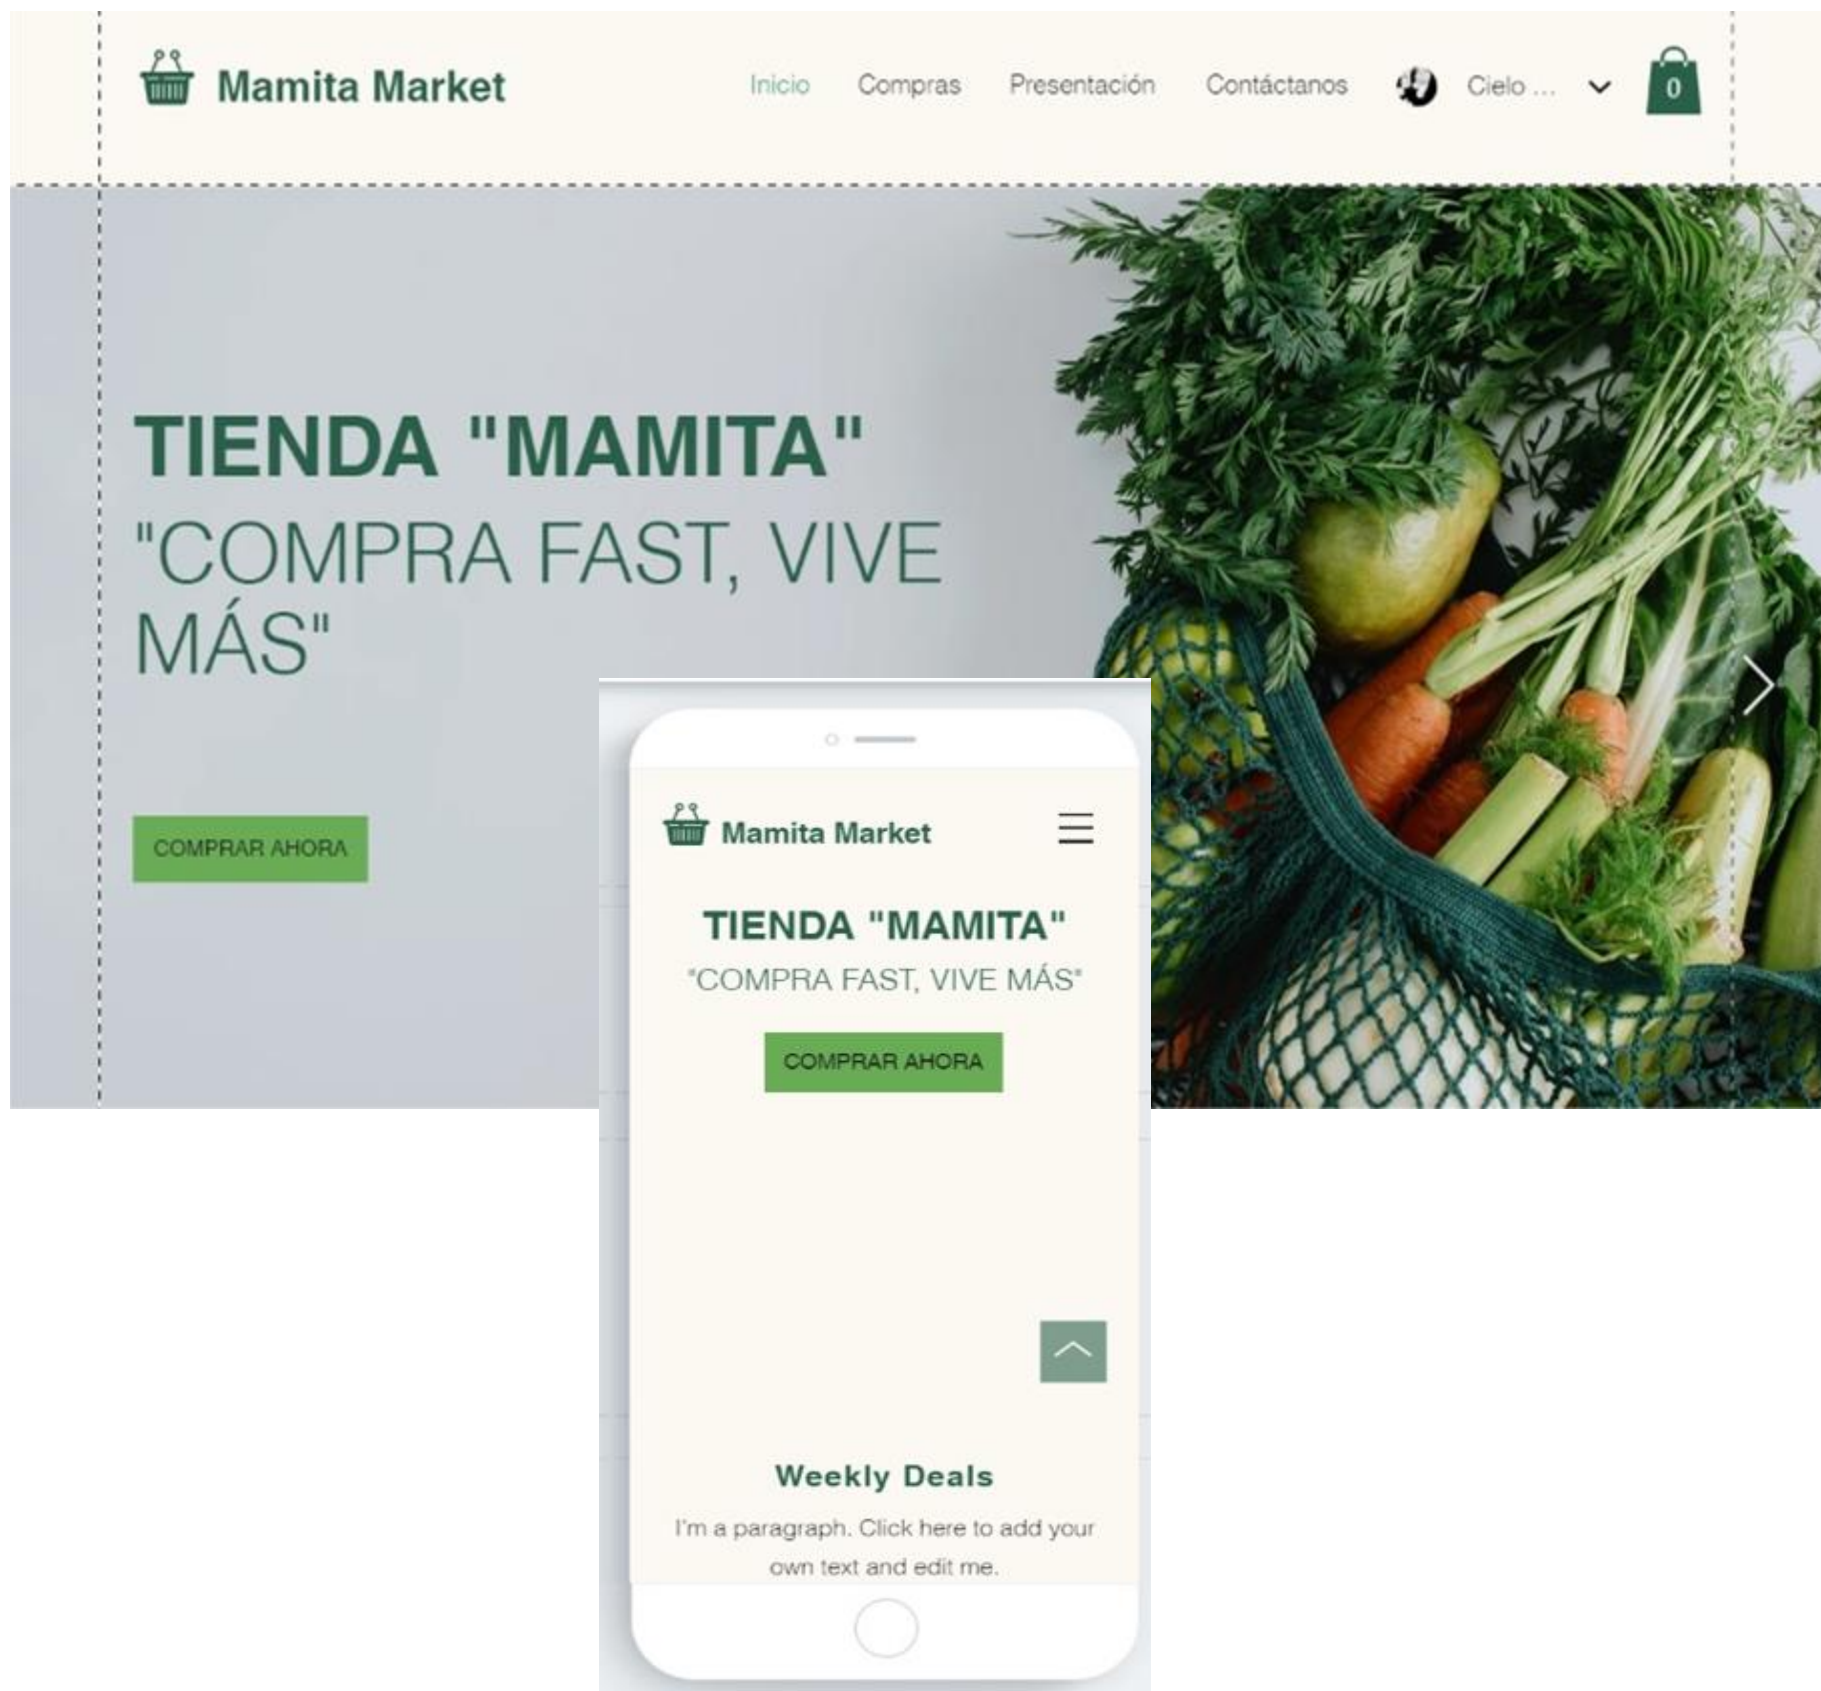 Mamita Market
Inicio Compras Presentación Contáctanos Cielo ... 0
TIENDA "MAMITA"
"COMPRA FAST, VIVE
MÁS"
COMPRAR AHORA
Mamita Market
TIENDA "MAMITA"
"COMPRA FAST, VIVE MÁS"
COMPRAR AHORA
Weekly Deals
I'm a paragraph. Click here to add your
own text and edit me.